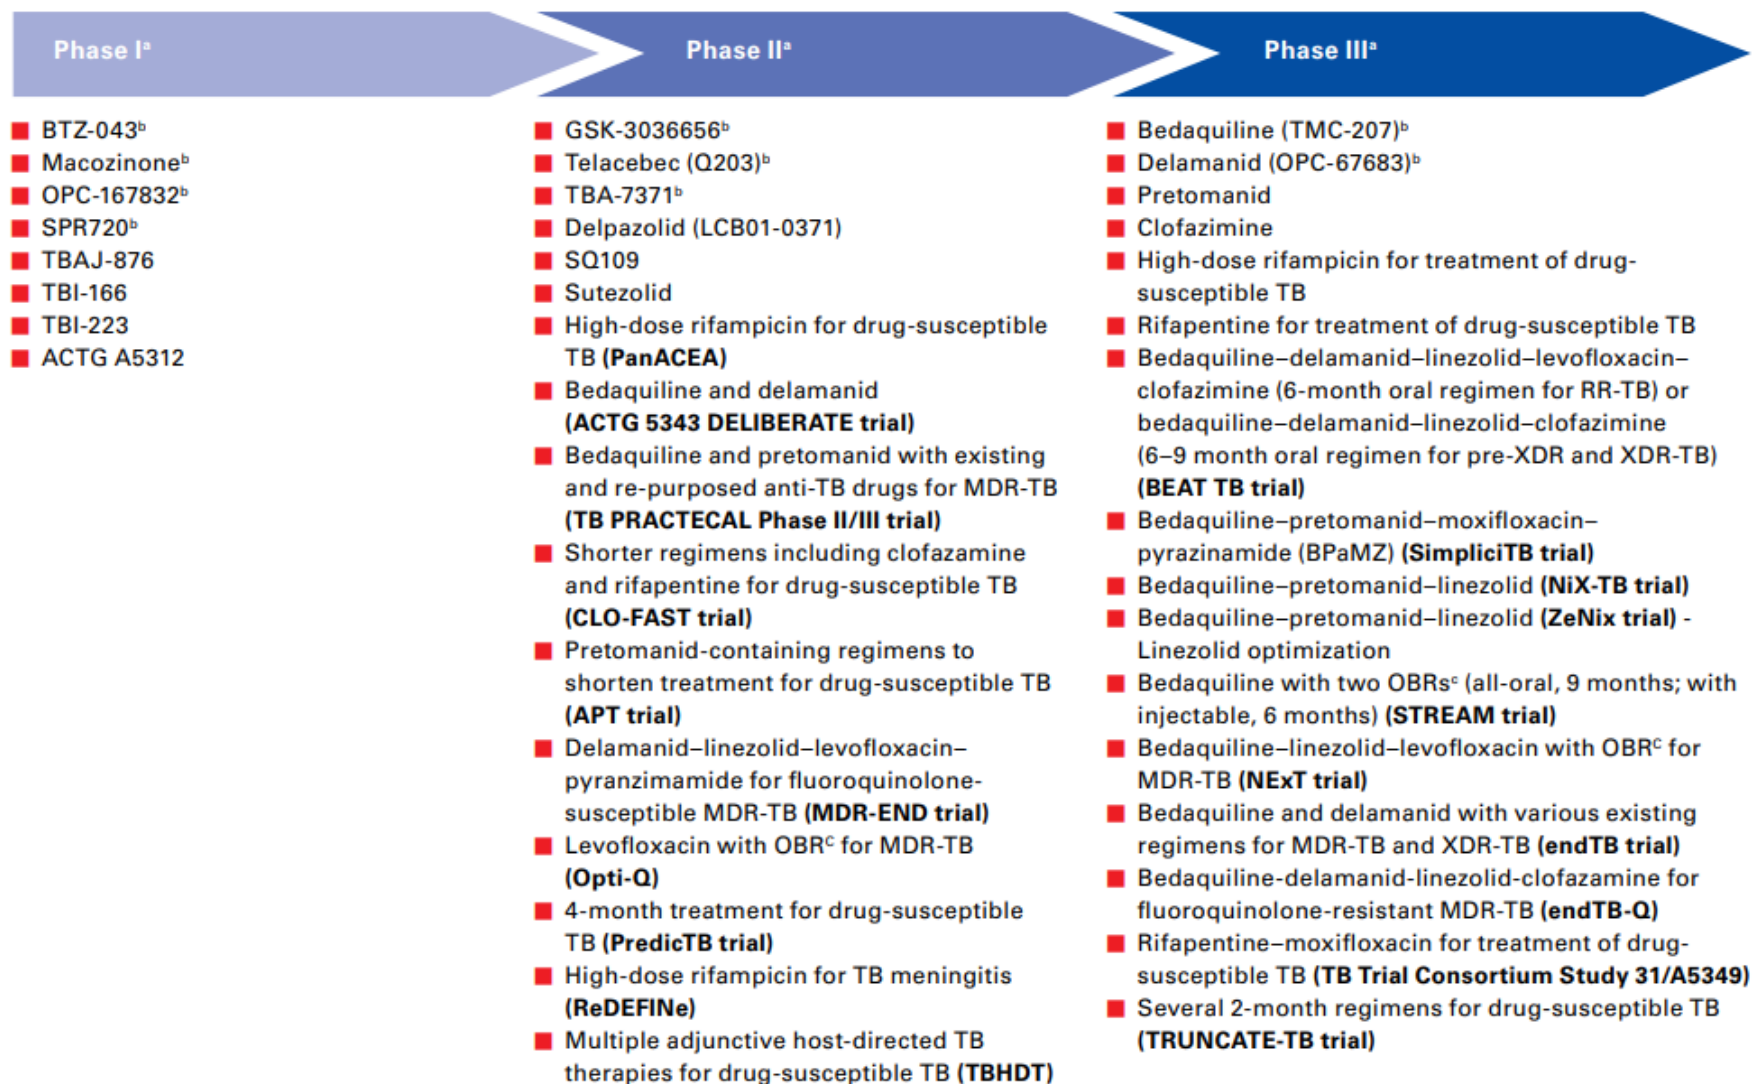 Phase Iᵃ
BTZ-043ᵇ
Macozinoneᵇ
OPC-167832ᵇ
SPR720ᵇ
TBAJ-876
TBI-166
TBI-223
ACTG A5312
Phase IIᵃ
GSK-3036656ᵇ
Telacebec (Q203)ᵇ
TBA-7371ᵇ
Delpazolid (LCB01-0371)
SQ109
Sutezolid
High-dose rifampicin for drug-susceptible
TB (PanACEA)
Bedaquiline and delamanid
(ACTG 5343 DELIBERATE trial)
Bedaquiline and pretomanid with existing
and re-purposed anti-TB drugs for MDR-TB
(TB PRACTECAL Phase II/III trial)
Shorter regimens including clofazamine
and rifapentine for drug-susceptible TB
(CLO-FAST trial)
Pretomanid-containing regimens to
shorten treatment for drug-susceptible TB
(APT trial)
Delamanid–linezolid–levofloxacin–
pyranzimamide for fluoroquinolone-
susceptible MDR-TB (MDR-END trial)
Levofloxacin with OBRᶜ for MDR-TB
(Opti-Q)
4-month treatment for drug-susceptible
TB (PredicTB trial)
High-dose rifampicin for TB meningitis
(ReDEFINe)
Multiple adjunctive host-directed TB
therapies for drug-susceptible TB (TBHDT)
Phase IIIᵃ
Bedaquiline (TMC-207)ᵇ
Delamanid (OPC-67683)ᵇ
Pretomanid
Clofazimine
High-dose rifampicin for treatment of drug-
susceptible TB
Rifapentine for treatment of drug-susceptible TB
Bedaquiline–delamanid–linezolid–levofloxacin–
clofazimine (6-month oral regimen for RR-TB) or
bedaquiline–delamanid–linezolid–clofazimine
(6–9 month oral regimen for pre-XDR and XDR-TB)
(BEAT TB trial)
Bedaquiline–pretomanid–moxifloxacin–
pyrazinamide (BPaMZ) (SimpliciTB trial)
Bedaquiline–pretomanid–linezolid (NiX-TB trial)
Bedaquiline–pretomanid–linezolid (ZeNix trial) -
Linezolid optimization
Bedaquiline with two OBRsᶜ (all-oral, 9 months; with
injectable, 6 months) (STREAM trial)
Bedaquiline–linezolid–levofloxacin with OBRᶜ for
MDR-TB (NExT trial)
Bedaquiline and delamanid with various existing
regimens for MDR-TB and XDR-TB (endTB trial)
Bedaquiline-delamanid-linezolid-clofazamine for
fluoroquinolone-resistant MDR-TB (endTB-Q)
Rifapentine–moxifloxacin for treatment of drug-
susceptible TB (TB Trial Consortium Study 31/A5349)
Several 2-month regimens for drug-susceptible TB
(TRUNCATE-TB trial)